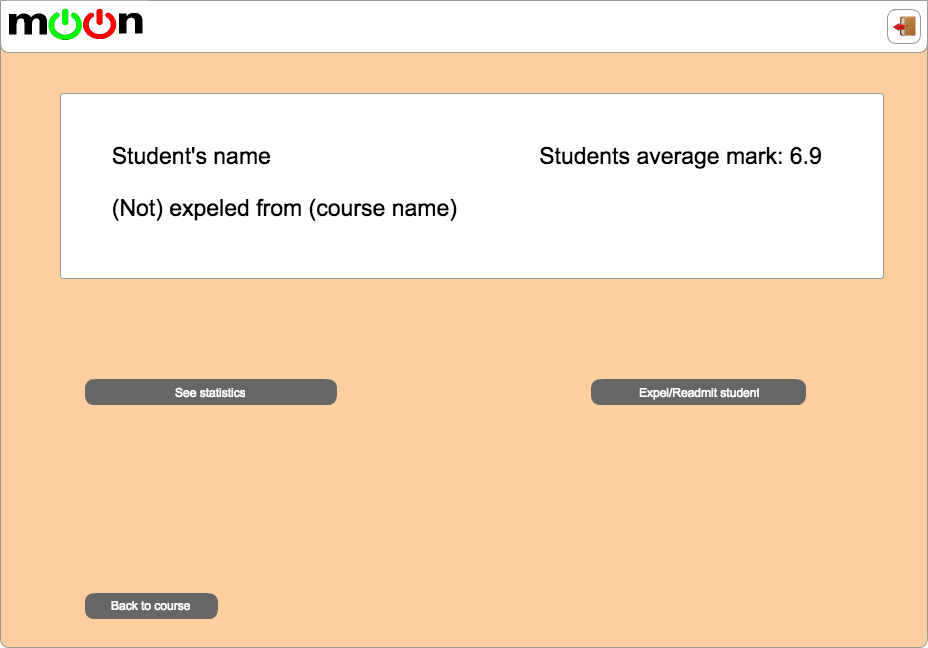 moon
Student's name
Students average mark: 6.9
(Not) expeled from (course name)
See statistics
Expel/Readmit student
Back to course